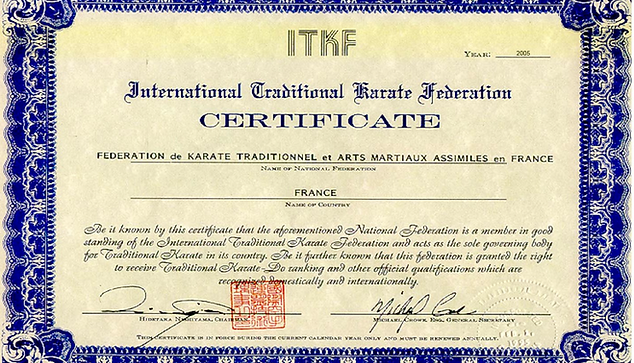 ITKF
YEAR: 2006
International Traditional Karate Federation
CERTIFICATE
FEDERATION de KARATE TRADITIONNEL et ARTS MARTIAUX ASSIMILES en FRANCE
NAME OF NATIONAL FEDERATION
FRANCE
NAME OF COUNTRY
Be it known by this certificate that the aforementioned National Federation is a member in good
standing of the International Traditional Karate Federation and acts as the sole governing body
for Traditional Karate in its country. Be it further known that this federation is granted the right
to receive Traditional Karate-Do ranking and other official qualifications which are
recognized domestically and internationally.
HIDETAKA NISHIYAMA, CHAIRMAN
MICHAEL CROWE, ESQ., GENERAL SECRETARY
THIS CERTIFICATE IS IN FORCE DURING THE CURRENT CALENDAR YEAR ONLY AND MUST BE RENEWED ANNUALLY.